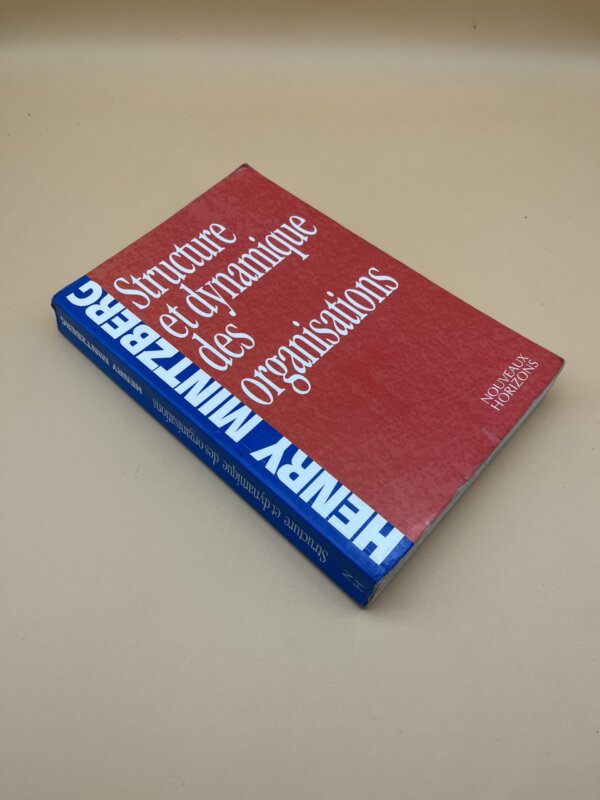 Structure
et dynamique
des
organisations
HENRY MINTZBERG
NOUVEAUX
HORIZONS
HENRY MINTZBERG
Structure et dynamique des organisations
N H